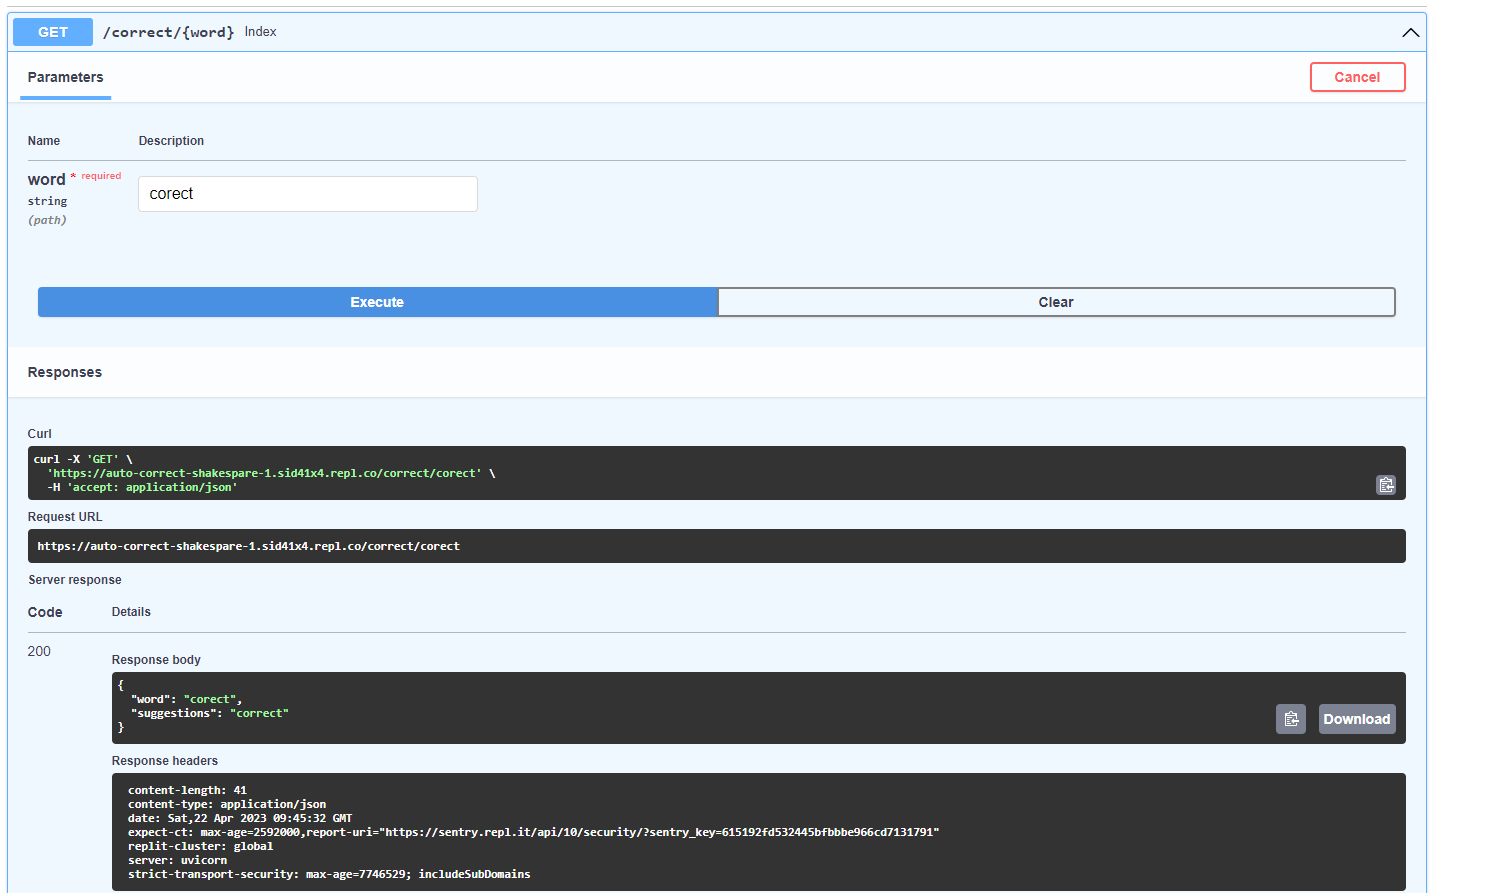 GET /correct/{word} Index
Parameters Cancel
Name Description
word * required
string
(path)
corect
Execute Clear
Responses
Curl
curl -X 'GET' \
  'https://auto-correct-shakespare-1.sid41x4.repl.co/correct/corect' \
  -H 'accept: application/json'
Request URL
https://auto-correct-shakespare-1.sid41x4.repl.co/correct/corect
Server response
Code Details
200
Response body
{
  "word": "corect",
  "suggestions": "correct"
}
Download
Response headers
content-length: 41
content-type: application/json
date: Sat,22 Apr 2023 09:45:32 GMT
expect-ct: max-age=2592000,report-uri="https://sentry.repl.it/api/10/security/?sentry_key=615192fd532445bfbbbe966cd7131791"
replit-cluster: global
server: uvicorn
strict-transport-security: max-age=7746529; includeSubDomains